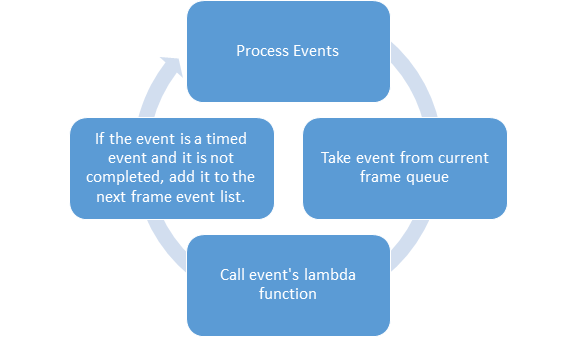 Process Events
Take event from current
frame queue
Call event's lambda
function
If the event is a timed
event and it is not
completed, add it to the
next frame event list.